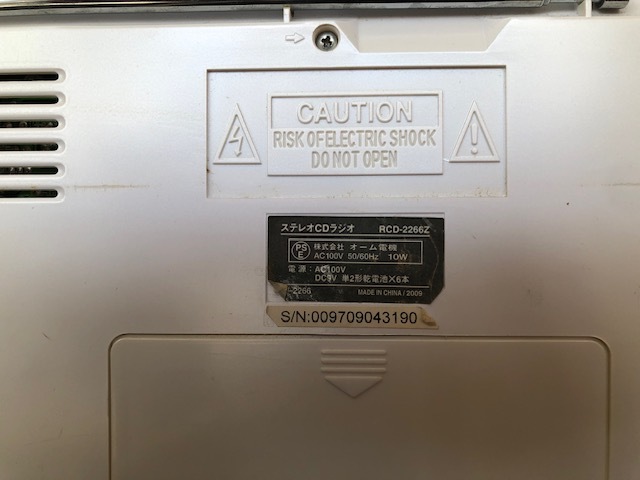 CAUTION
RISK OF ELECTRIC SHOCK
DO NOT OPEN
ステレオCDラジオ RCD-2266Z
PS
E
株式会社 オーム電機
AC100V 50/60Hz 10W
電源：AC100V
DC9V 単2形乾電池×6本
-2266 MADE IN CHINA / 2009
S/N:009709043190